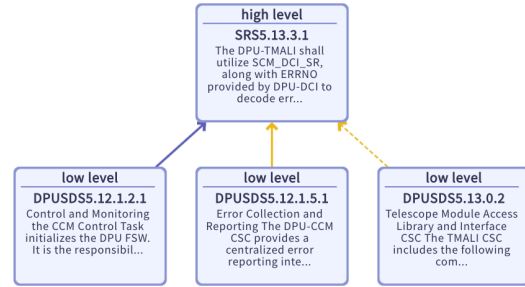 high level
SRS5.13.3.1
The DPU-TMALI shall
utilize SCM_DCI_SR,
along with ERRNO
provided by DPU-DCI to
decode err...
low level
DPUSDS5.12.1.2.1
Control and Monitoring
the CCM Control Task
initializes the DPU FSW.
It is the responsibil...
low level
DPUSDS5.12.1.5.1
Error Collection and
Reporting The DPU-CCM
CSC provides a
centralized error
reporting inte...
low level
DPUSDS5.13.0.2
Telescope Module Access
Library and Interface
CSC The TMALI CSC
includes the following
com...